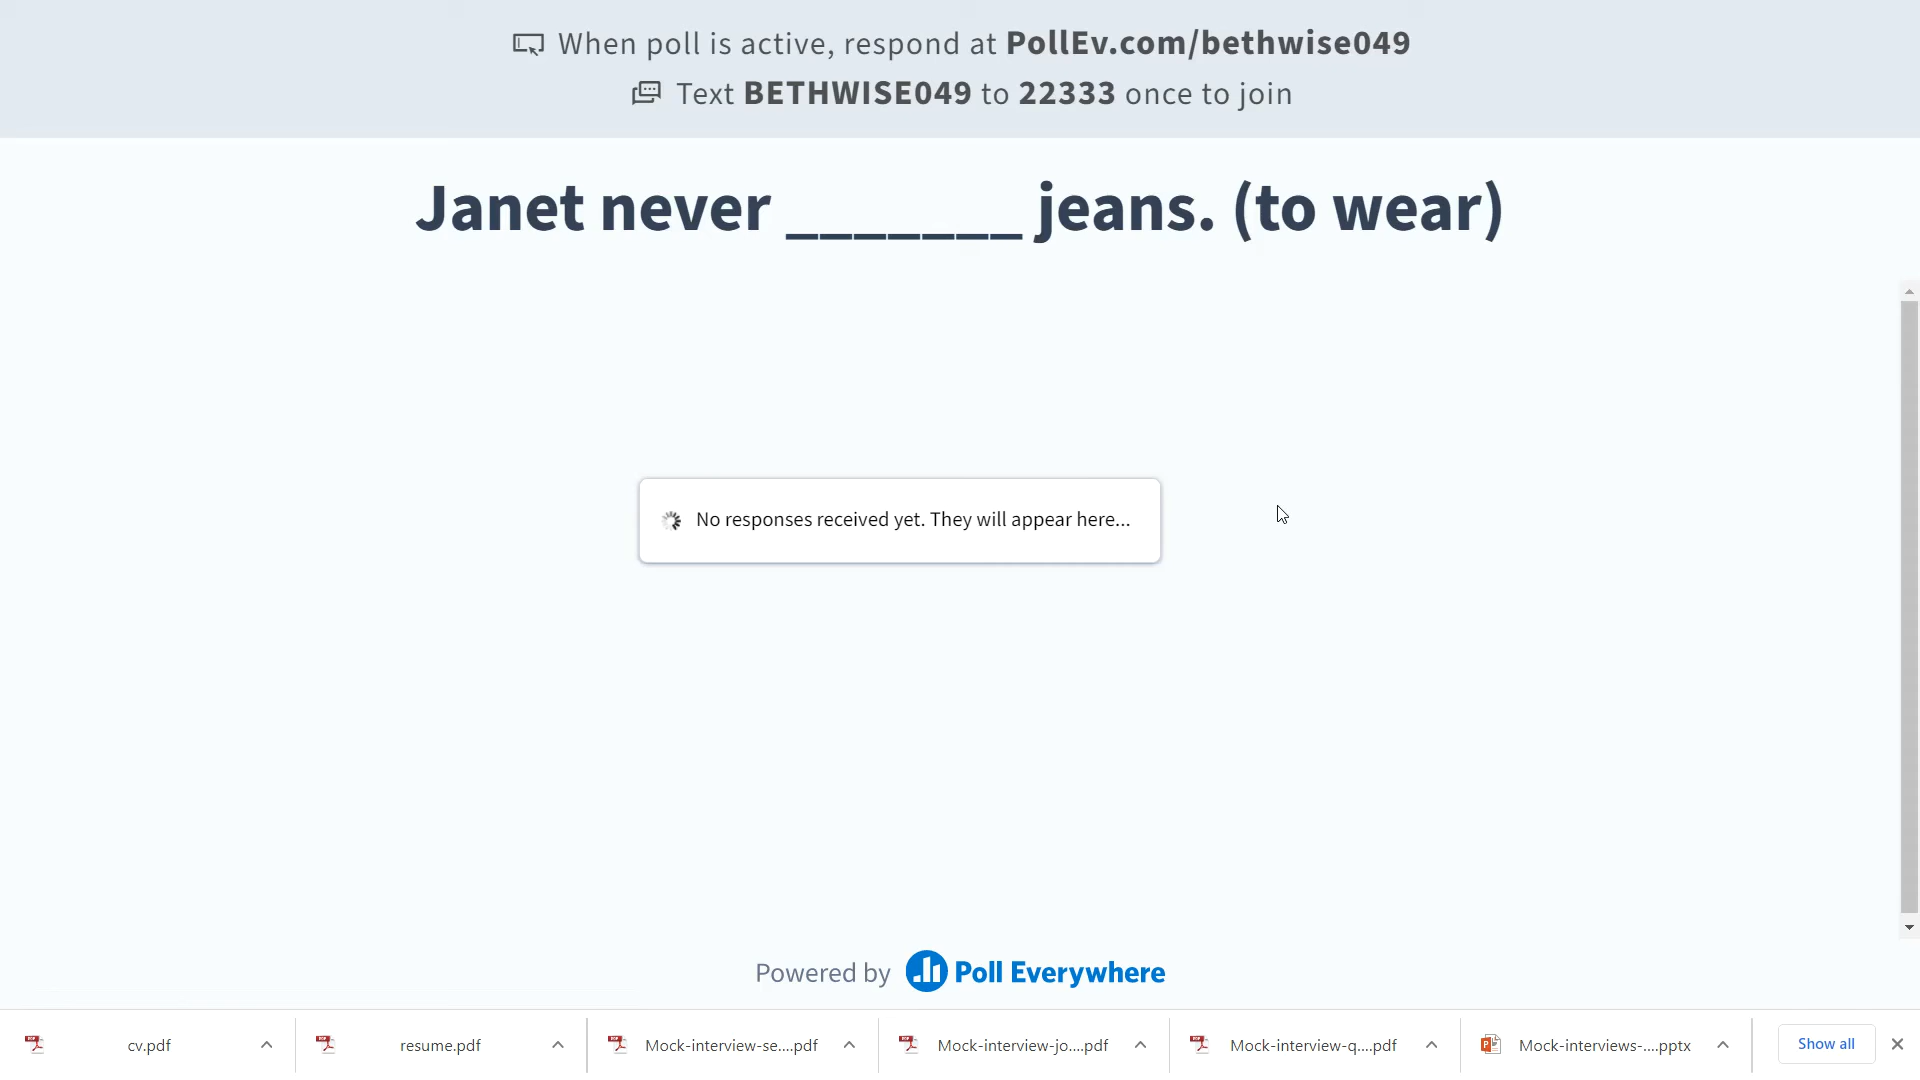 When poll is active, respond at PollEv.com/bethwise049
Text BETHWISE049 to 22333 once to join
Janet never _______ jeans. (to wear)
No responses received yet. They will appear here...
Powered by Poll Everywhere
cv.pdf resume.pdf Mock-interview-se....pdf Mock-interview-jo....pdf Mock-interview-q....pdf Mock-interviews-....pptx Show all